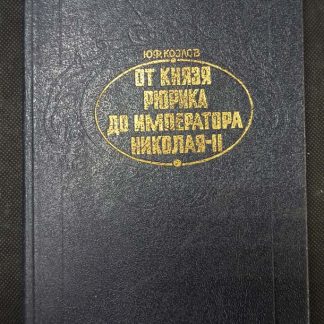 Ю.Ф.КОЗЛОВ
ОТ КНЯЗЯ
РЮРИКА
ДО ИМПЕРАТОРА
НИКОЛАЯ-II